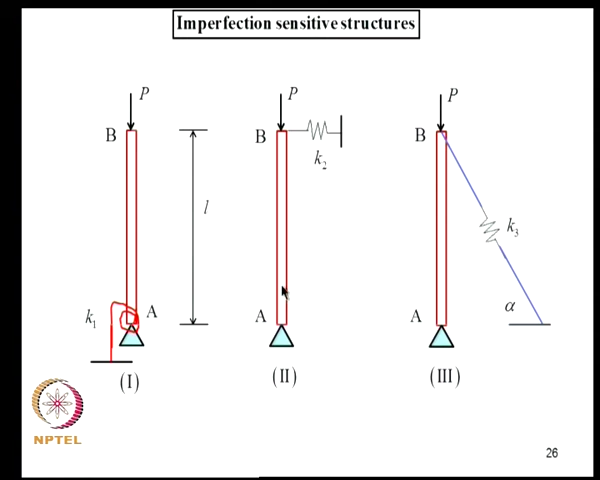 Imperfection sensitive structures
P P P
B B B
k₂
l
k₃
k₁ A A A α
(I) (II) (III)
NPTEL
26